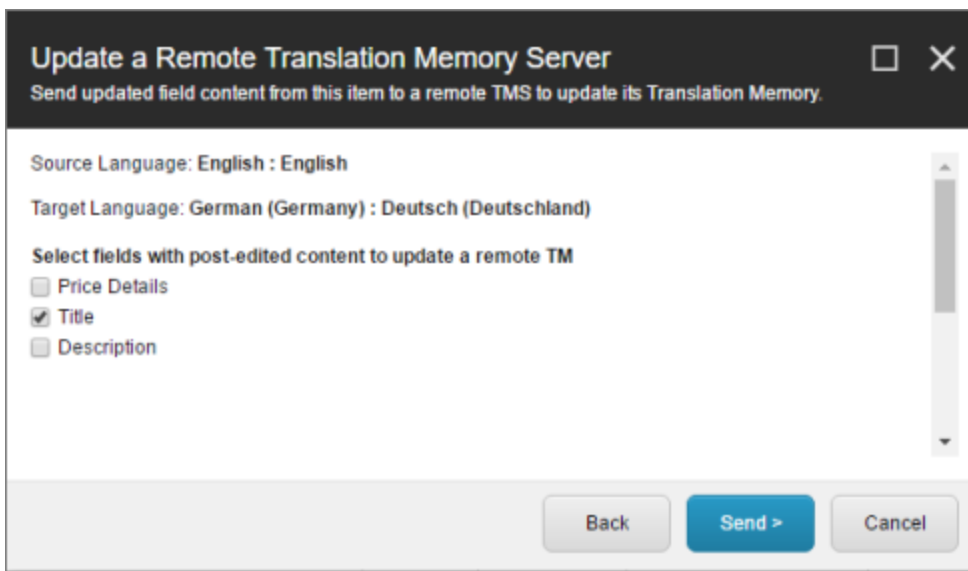 Update a Remote Translation Memory Server
Send updated field content from this item to a remote TMS to update its Translation Memory.
Source Language: English : English
Target Language: German (Germany) : Deutsch (Deutschland)
Select fields with post-edited content to update a remote TM
Price Details
Title
Description
Back
Send >
Cancel